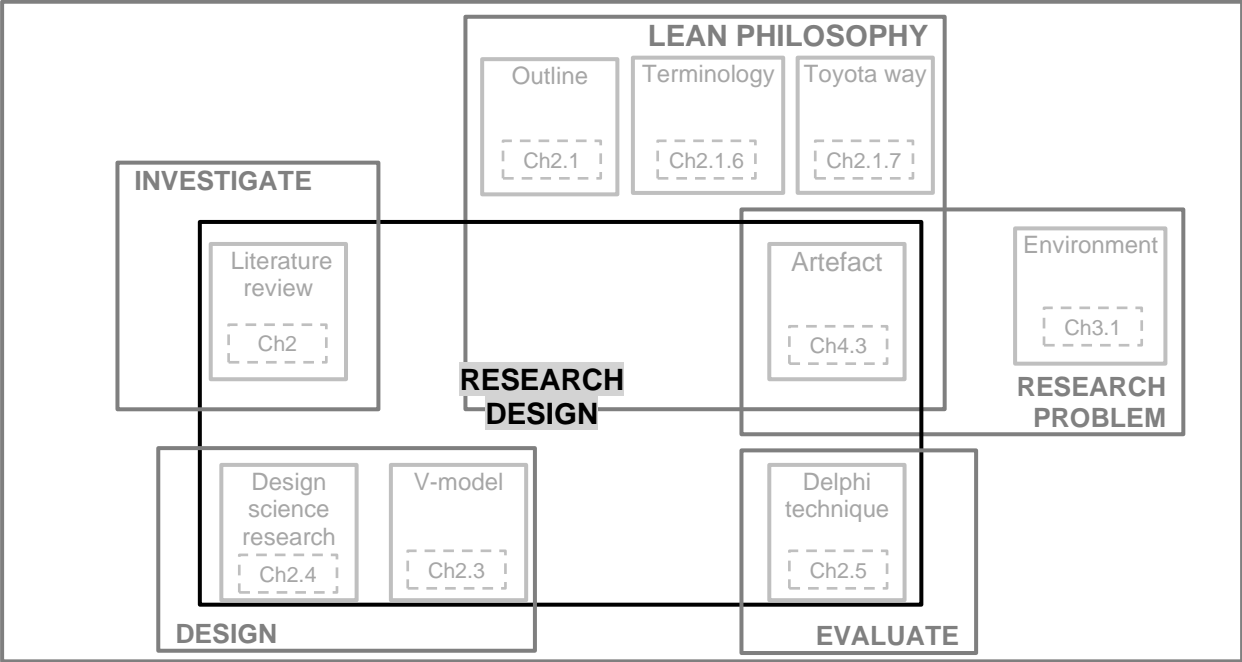 LEAN PHILOSOPHY
Outline
Ch2.1
Terminology
Ch2.1.6
Toyota way
Ch2.1.7
INVESTIGATE
Literature
review
Ch2
Artefact
Ch4.3
Environment
Ch3.1
RESEARCH
PROBLEM
RESEARCH
DESIGN
Design
science
research
Ch2.4
V-model
Ch2.3
DESIGN
Delphi
technique
Ch2.5
EVALUATE